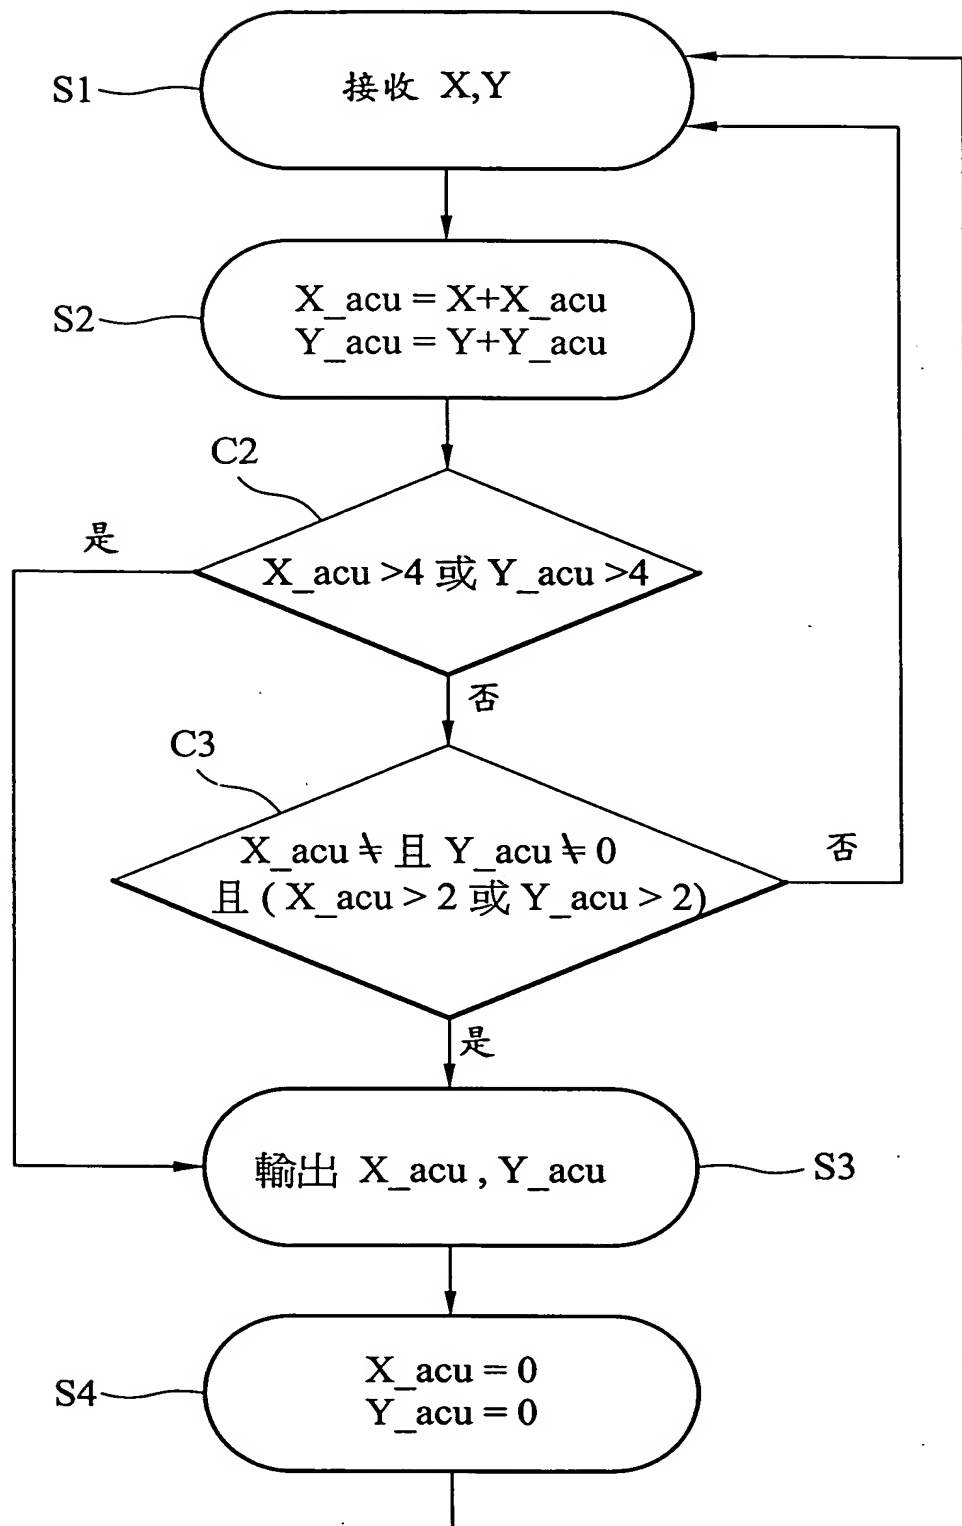 S1
接收 X,Y
S2
X_acu = X+X_acu
Y_acu = Y+Y_acu
C2
是
X_acu >4 或 Y_acu >4
否
C3
X_acu ≠ 且 Y_acu ≠ 0
且 ( X_acu > 2 或 Y_acu > 2)
否
是
輸出 X_acu , Y_acu
S3
S4
X_acu = 0
Y_acu = 0